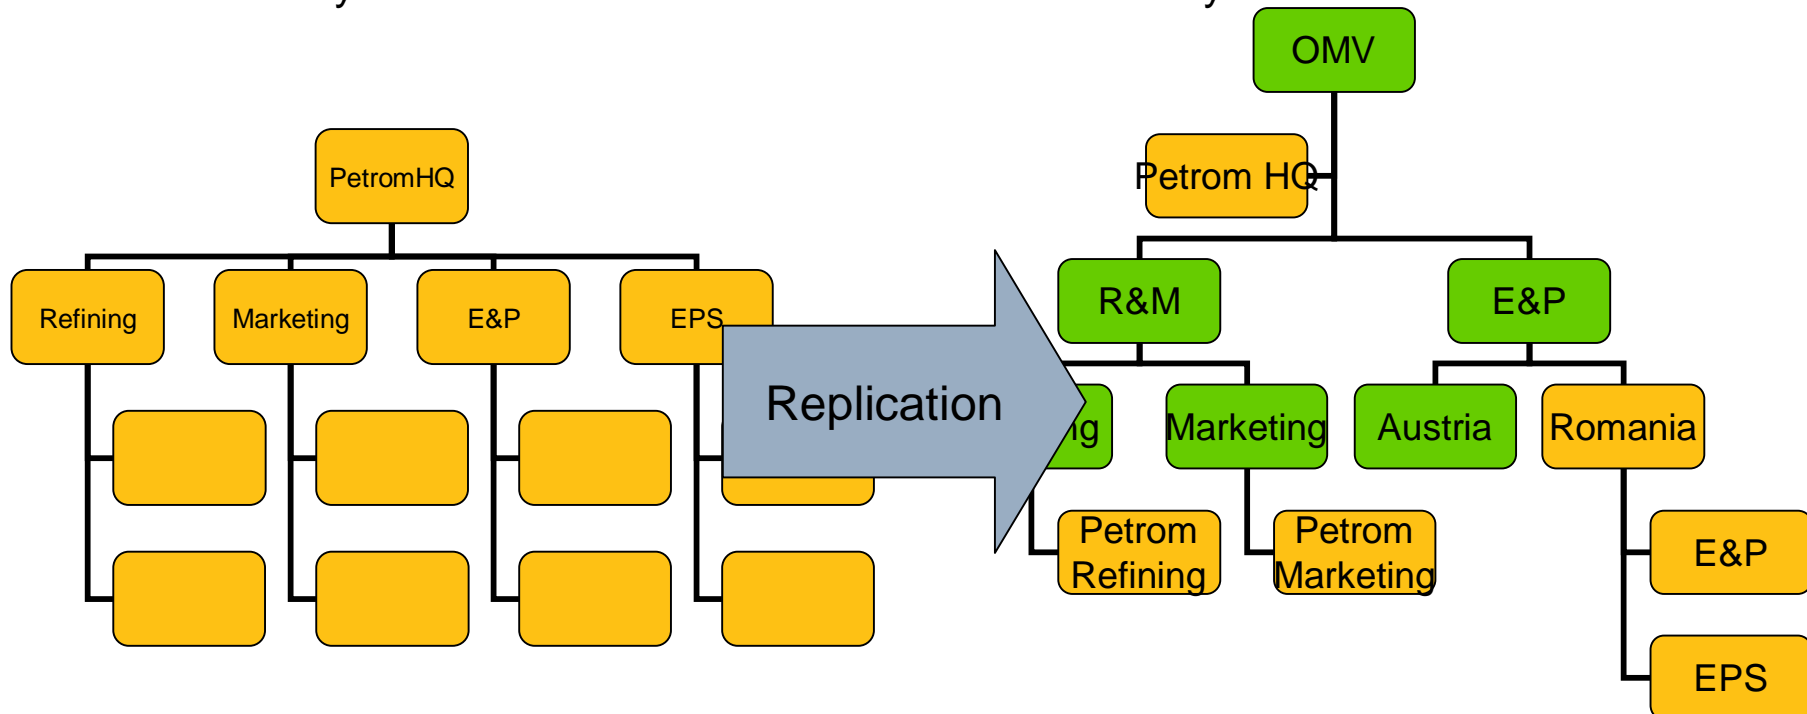 OMV
PetromHQ
Petrom HQ
Refining
Marketing
E&P
EPS
R&M
E&P
Replication
Marketing
Austria
Romania
Petrom
Refining
Petrom
Marketing
E&P
EPS